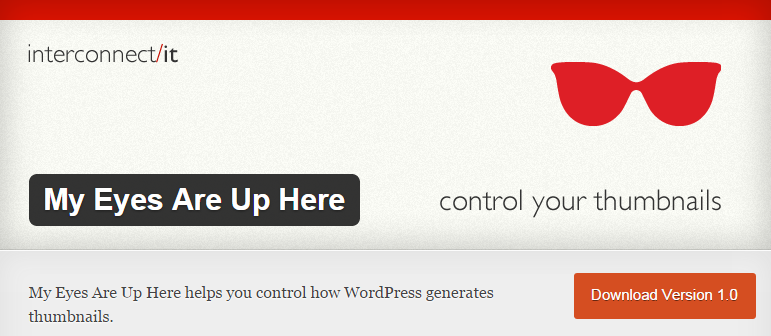 interconnect/it
My Eyes Are Up Here
control your thumbnails
My Eyes Are Up Here helps you control how WordPress generates
thumbnails.
Download Version 1.0